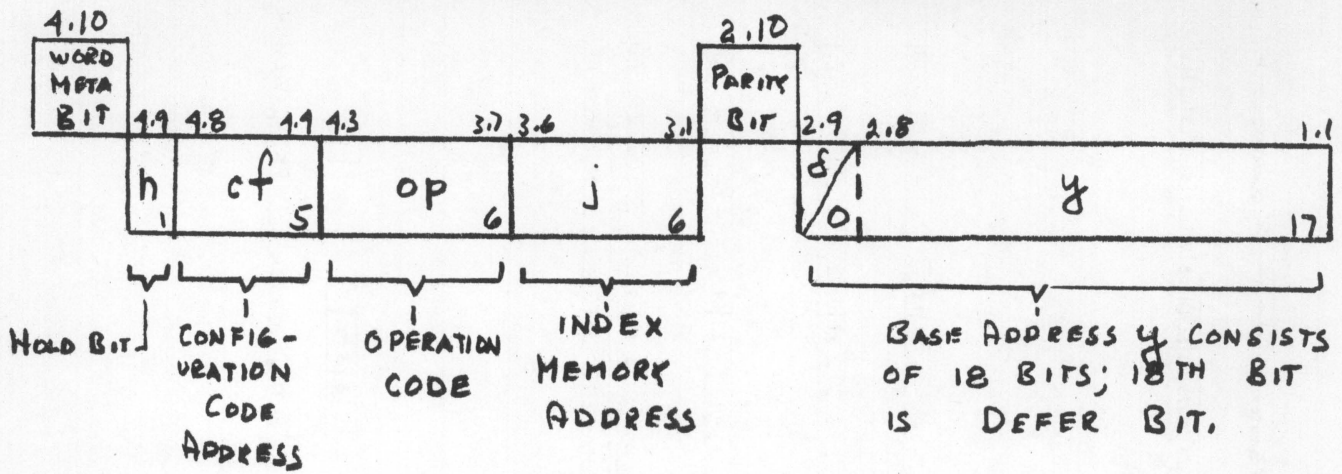 4.10
WORD
META
BIT
2.10
PARITY
BIT
4.9 4.8 4.4 4.3 3.7 3.6 3.1 2.9 2.8 1.1
h 1 cf 5 op 6 j 6 y 17
HOLD BIT
CONFIG-
URATION
CODE
ADDRESS
OPERATION
CODE
INDEX
MEMORY
ADDRESS
BASE ADDRESS y CONSISTS
OF 18 BITS; 18TH BIT
IS DEFER BIT.